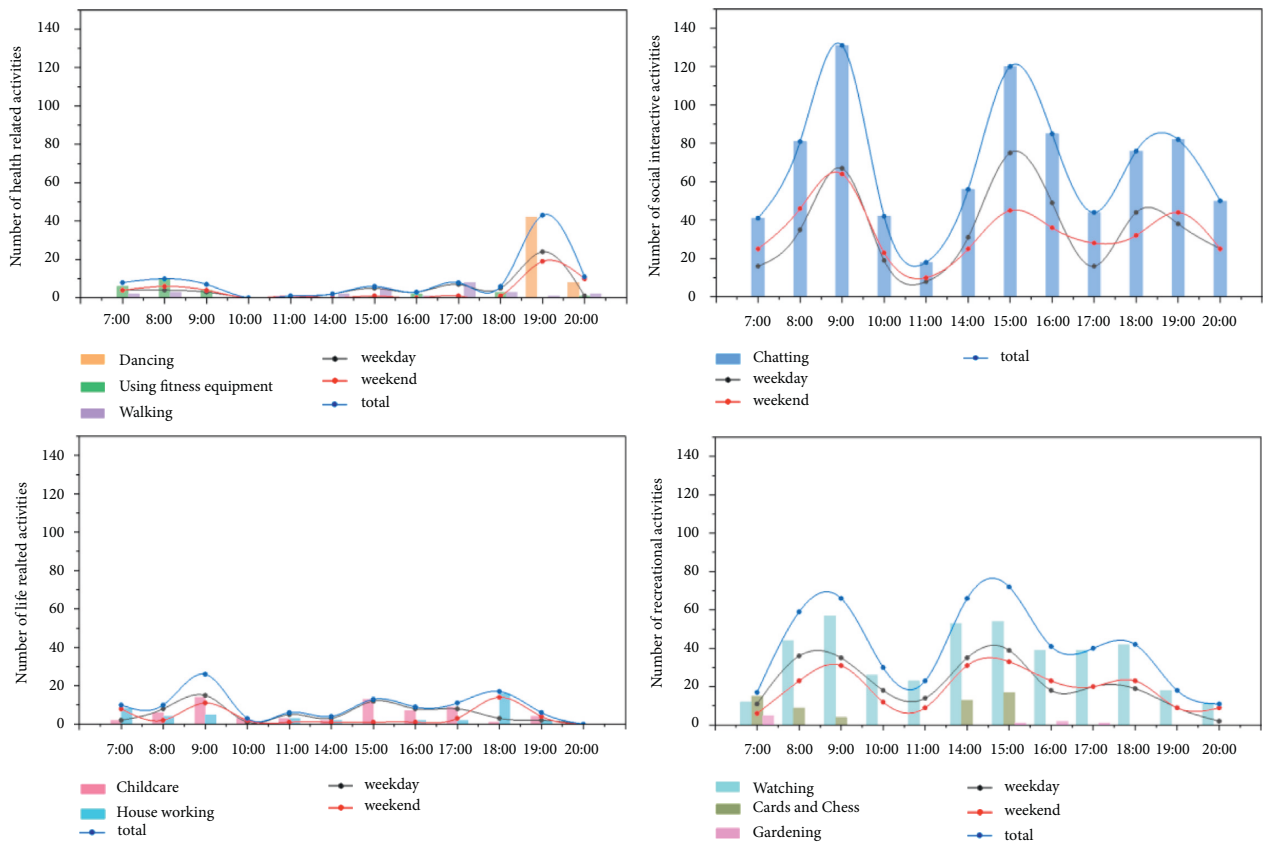 Number of health related activities
140
120
100
80
60
40
20
0
7:00 8:00 9:00 10:00 11:00 14:00 15:00 16:00 17:00 18:00 19:00 20:00
Dancing
Using fitness equipment
Walking
weekday
weekend
total
Number of social interactive activities
140
120
100
80
60
40
20
0
7:00 8:00 9:00 10:00 11:00 14:00 15:00 16:00 17:00 18:00 19:00 20:00
Chatting
weekday
weekend
total
Number of life realted activities
140
120
100
80
60
40
20
0
7:00 8:00 9:00 10:00 11:00 14:00 15:00 16:00 17:00 18:00 19:00 20:00
Childcare
House working
total
weekday
weekend
Number of recreational activities
140
120
100
80
60
40
20
0
7:00 8:00 9:00 10:00 11:00 14:00 15:00 16:00 17:00 18:00 19:00 20:00
Watching
Cards and Chess
Gardening
weekday
weekend
total